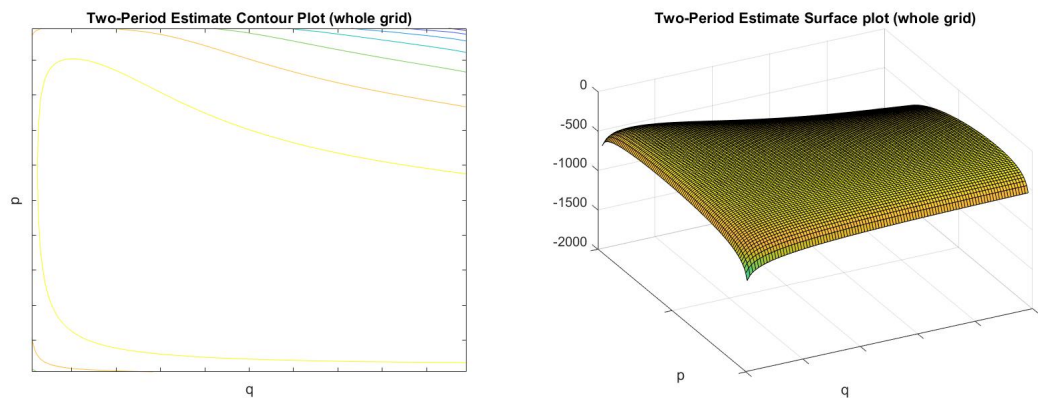 Two-Period Estimate Contour Plot (whole grid)
p
q
Two-Period Estimate Surface plot (whole grid)
0
-500
-1000
-1500
-2000
p
q